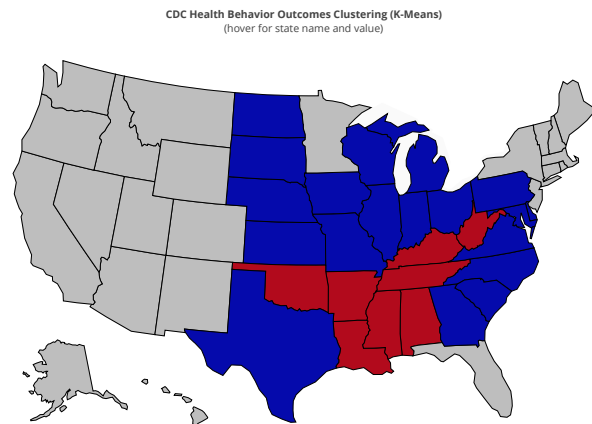 CDC Health Behavior Outcomes Clustering (K-Means)
(hover for state name and value)